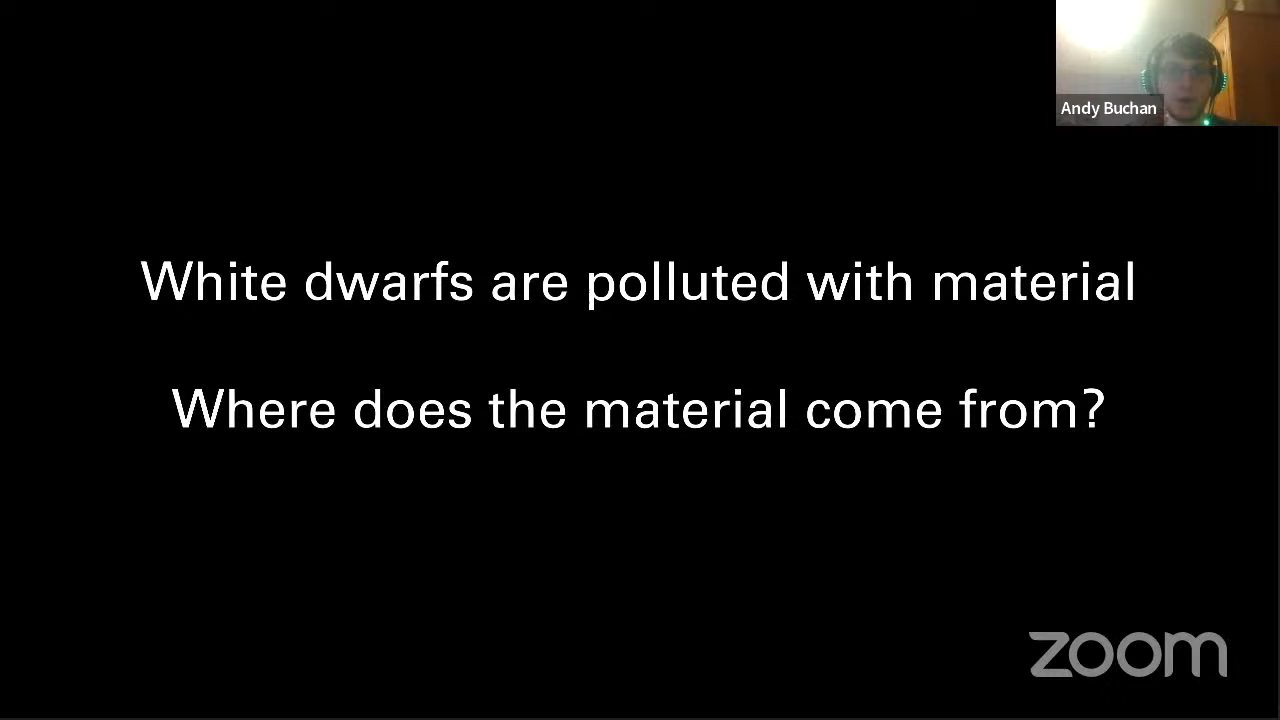 Andy Buchan
White dwarfs are polluted with material
Where does the material come from?
zoom